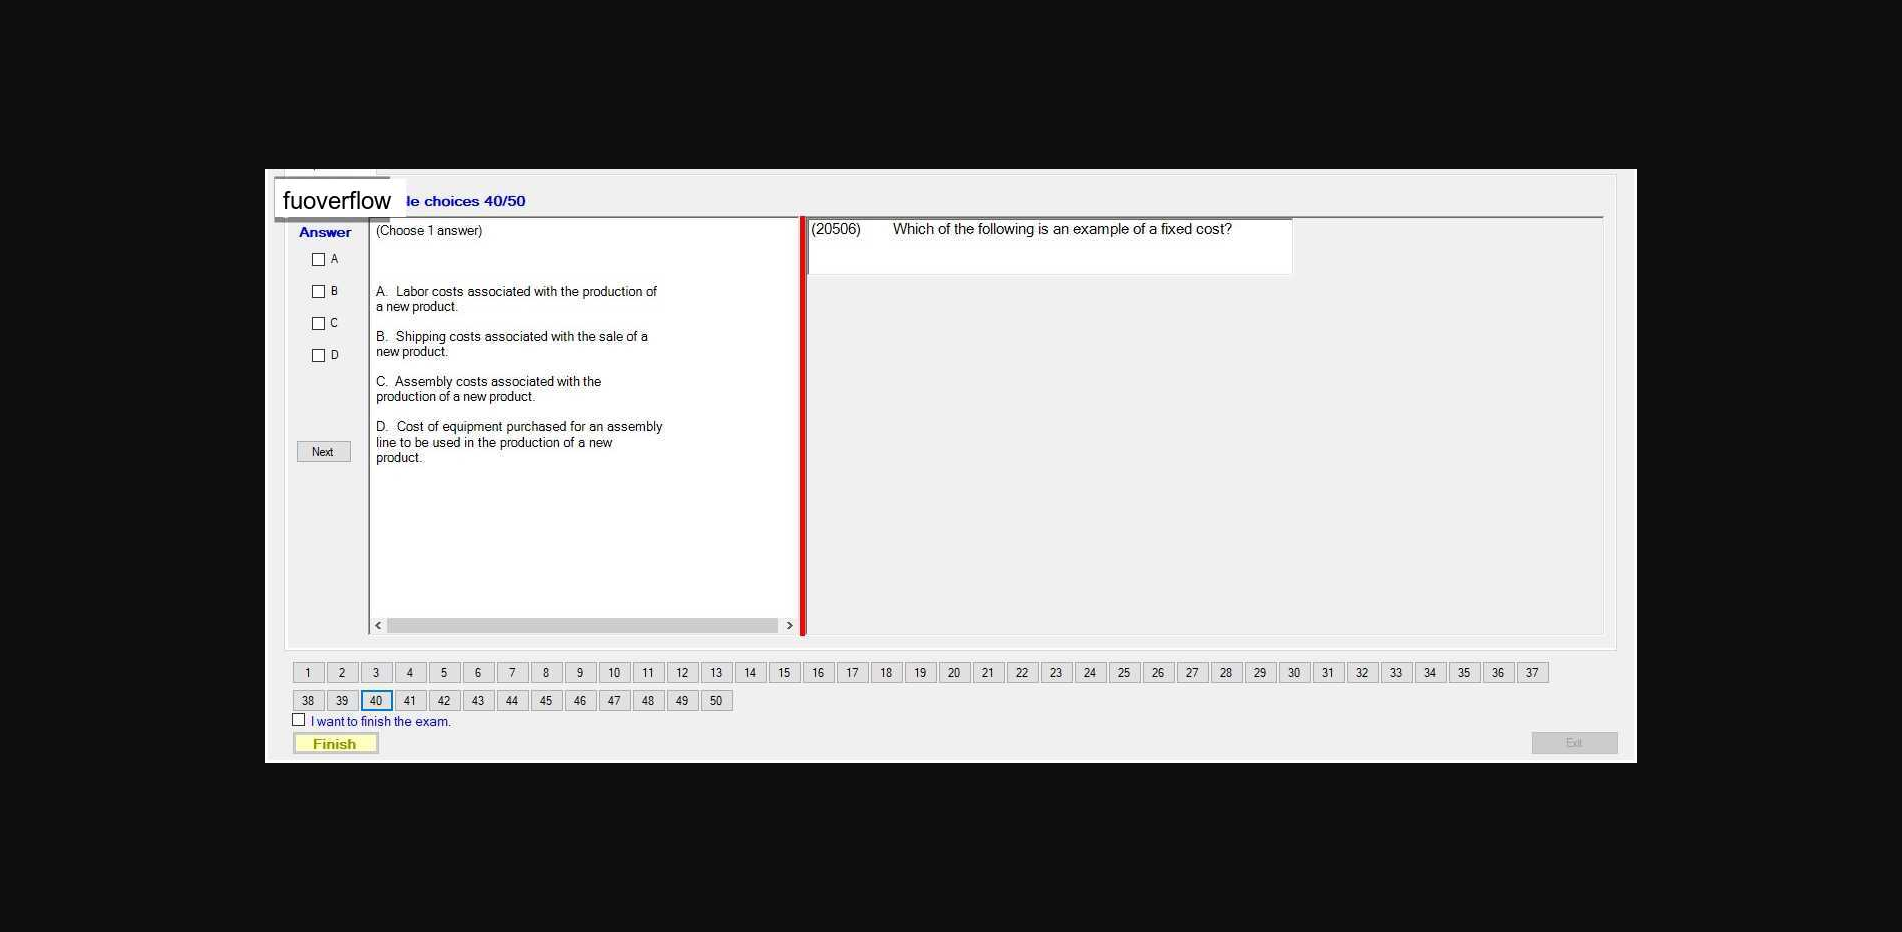 fuoverflow
le choices 40/50
Answer
(Choose 1 answer)
(20506) Which of the following is an example of a fixed cost?
A
B
C
D
A. Labor costs associated with the production of
a new product.
B. Shipping costs associated with the sale of a
new product.
C. Assembly costs associated with the
production of a new product.
D. Cost of equipment purchased for an assembly
line to be used in the production of a new
product.
Next
1 2 3 4 5 6 7 8 9 10 11 12 13 14 15 16 17 18 19 20 21 22 23 24 25 26 27 28 29 30 31 32 33 34 35 36 37
38 39 40 41 42 43 44 45 46 47 48 49 50
I want to finish the exam.
Finish
Exit